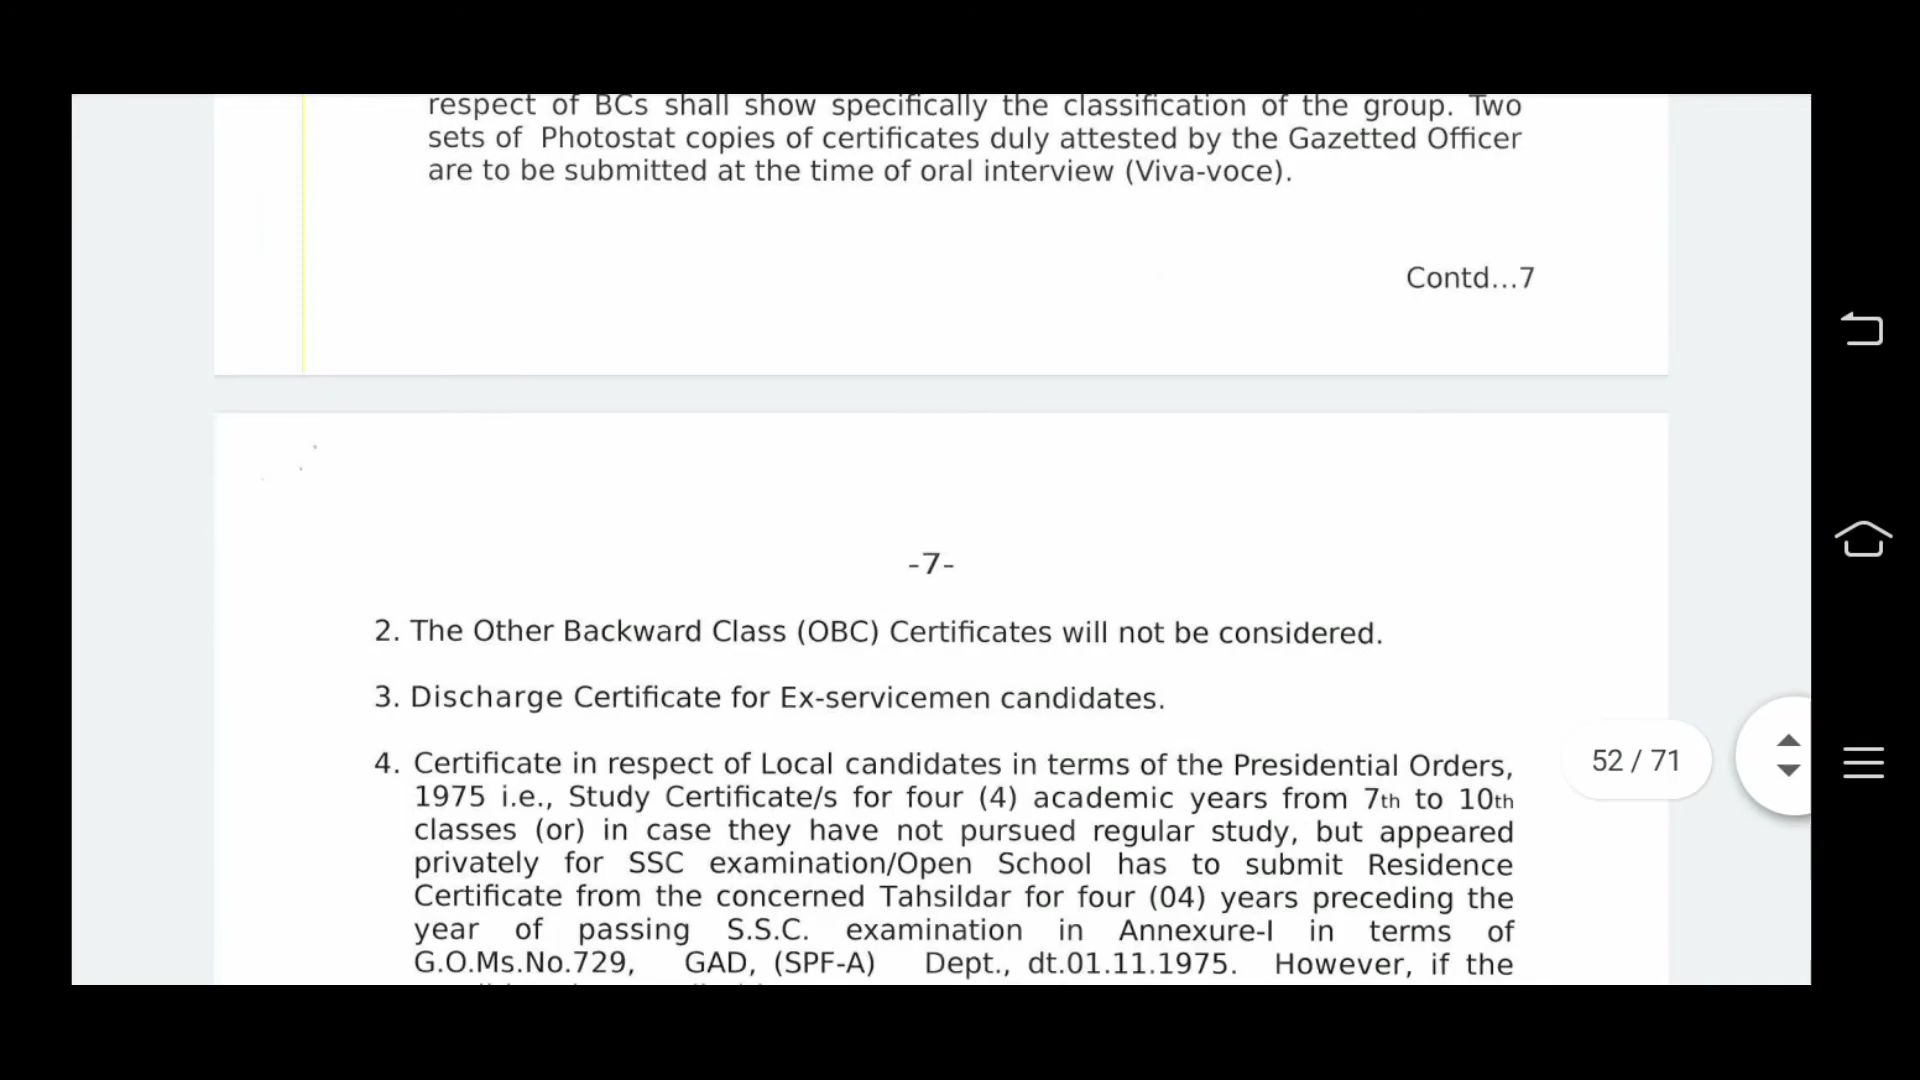 respect of BCs shall show specifically the classification of the group. Two
sets of Photostat copies of certificates duly attested by the Gazetted Officer
are to be submitted at the time of oral interview (Viva-voce).
Contd...7
-7-
2. The Other Backward Class (OBC) Certificates will not be considered.
3. Discharge Certificate for Ex-servicemen candidates.
4. Certificate in respect of Local candidates in terms of the Presidential Orders,
1975 i.e., Study Certificate/s for four (4) academic years from 7th to 10th
classes (or) in case they have not pursued regular study, but appeared
privately for SSC examination/Open School has to submit Residence
Certificate from the concerned Tahsildar for four (04) years preceding the
year of passing S.S.C. examination in Annexure-I in terms of
G.O.Ms.No.729, GAD, (SPF-A) Dept., dt.01.11.1975. However, if the
52 / 71